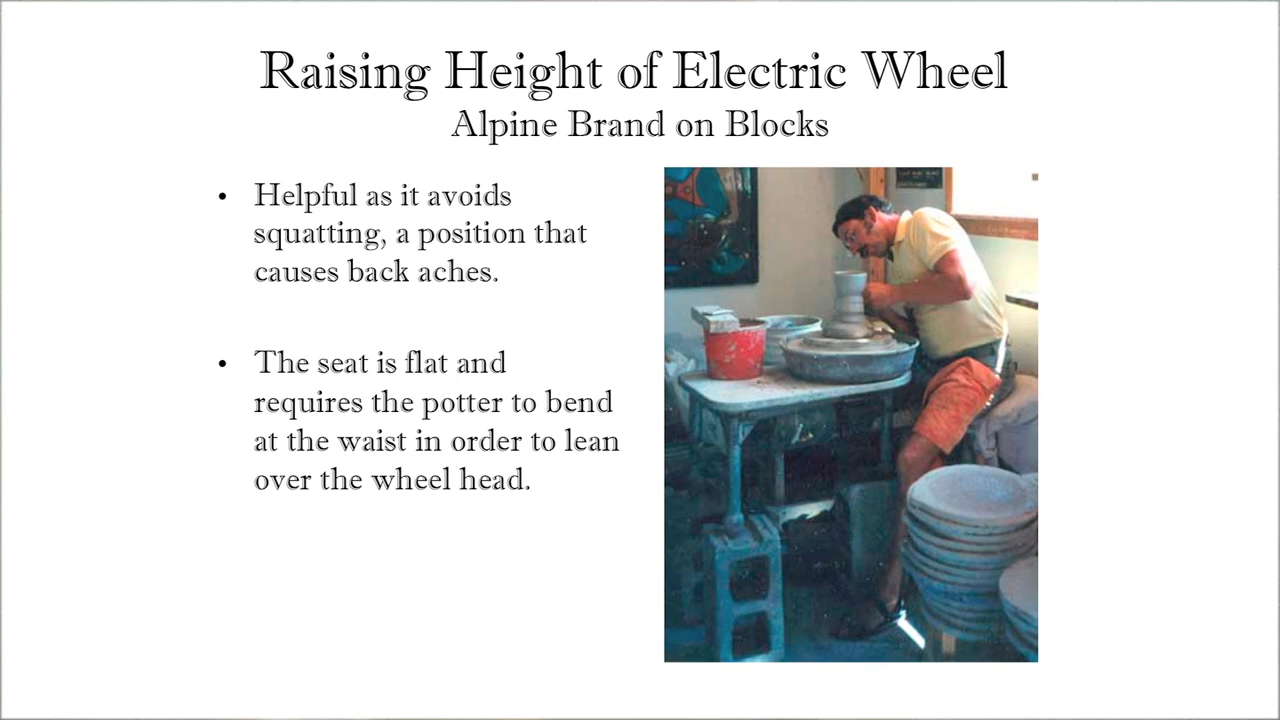 Raising Height of Electric Wheel
Alpine Brand on Blocks
• Helpful as it avoids
squatting, a position that
causes back aches.
• The seat is flat and
requires the potter to bend
at the waist in order to lean
over the wheel head.